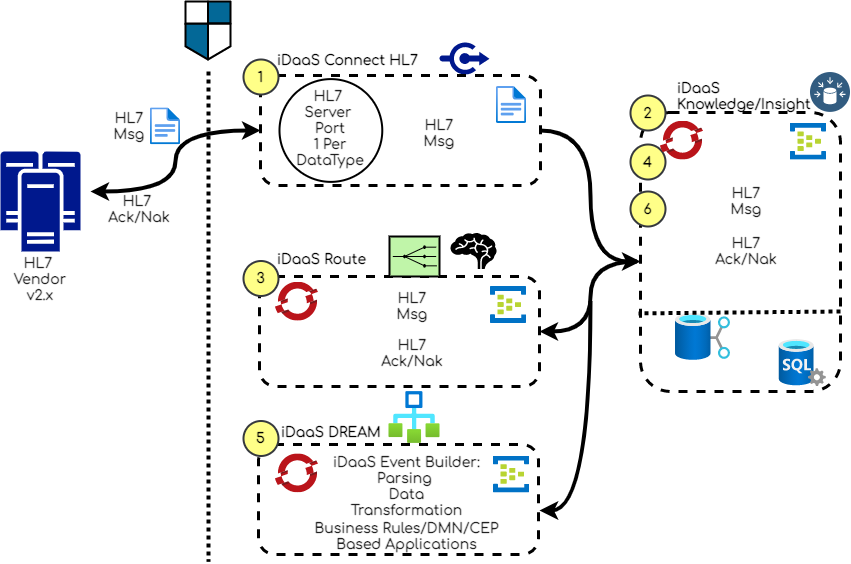 iDaaS Connect HL7
1
HL7
Server
Port
1 Per
DataType
HL7
Msg
HL7
Msg
HL7
Ack/Nak
HL7
Vendor
v2.x
iDaaS
Knowledge/Insight
2
4
6
HL7
Msg
HL7
Ack/Nak
SQL
iDaaS Route
3
HL7
Msg
HL7
Ack/Nak
5
iDaaS DREAM
iDaaS Event Builder:
Parsing
Data
Transformation
Business Rules/DMN/CEP
Based Applications